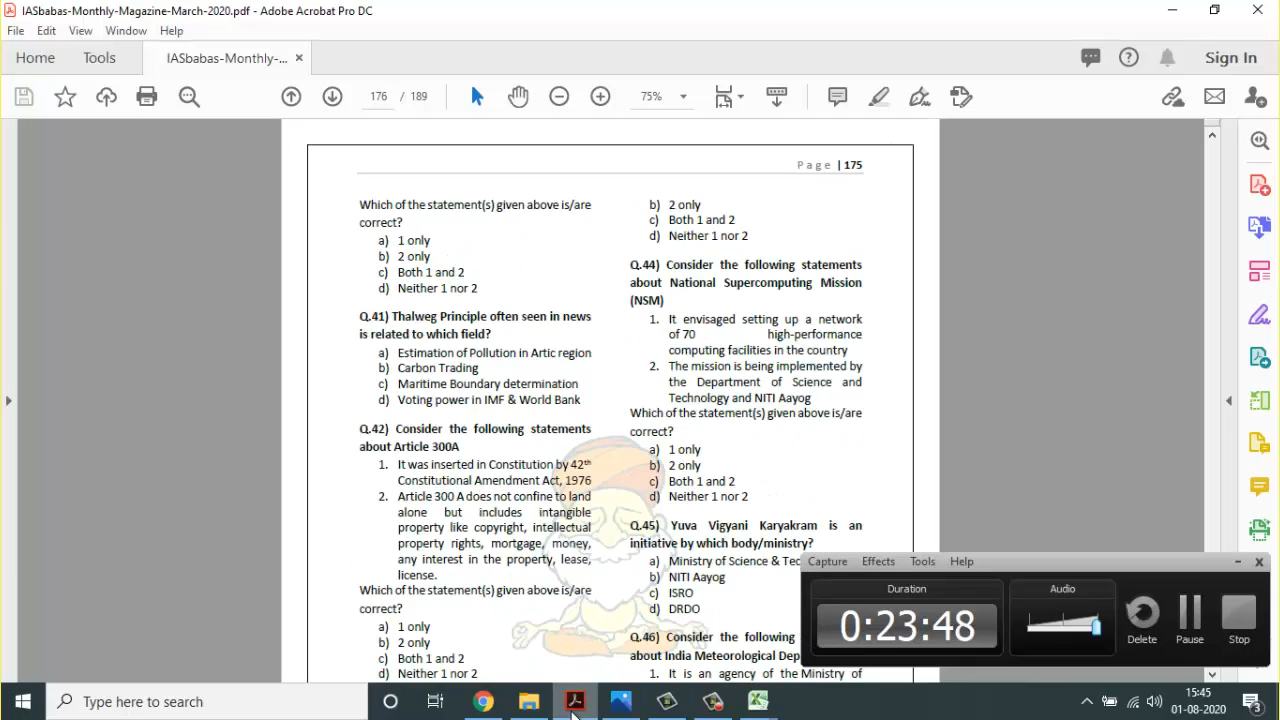 IASbabas-Monthly-Magazine-March-2020.pdf - Adobe Acrobat Pro DC
File Edit View Window Help
Home Tools IASbabas-Monthly-... × Sign In
176 / 189 75%
Page | 175
Which of the statement(s) given above is/are
correct?
a) 1 only
b) 2 only
c) Both 1 and 2
d) Neither 1 nor 2
Q.41) Thalweg Principle often seen in news
is related to which field?
a) Estimation of Pollution in Artic region
b) Carbon Trading
c) Maritime Boundary determination
d) Voting power in IMF & World Bank
Q.42) Consider the following statements
about Article 300A
1. It was inserted in Constitution by 42th
Constitutional Amendment Act, 1976
2. Article 300 A does not confine to land
alone but includes intangible
property like copyright, intellectual
property rights, mortgage, money,
any interest in the property, lease,
license.
Which of the statement(s) given above is/are
correct?
a) 1 only
b) 2 only
c) Both 1 and 2
d) Neither 1 nor 2
b) 2 only
c) Both 1 and 2
d) Neither 1 nor 2
Q.44) Consider the following statements
about National Supercomputing Mission
(NSM)
1. It envisaged setting up a network
of 70 high-performance
computing facilities in the country
2. The mission is being implemented by
the Department of Science and
Technology and NITI Aayog
Which of the statement(s) given above is/are
correct?
a) 1 only
b) 2 only
c) Both 1 and 2
d) Neither 1 nor 2
Q.45) Yuva Vigyani Karyakram is an
initiative by which body/ministry?
a) Ministry of Science & Tec
b) NITI Aayog
c) ISRO
d) DRDO
Q.46) Consider the following
about India Meteorological Dep
1. It is an agency of the Ministry of
Capture Effects Tools Help
Duration
0:23:48
Audio
Delete Pause Stop
Type here to search
15:45
01-08-2020
3